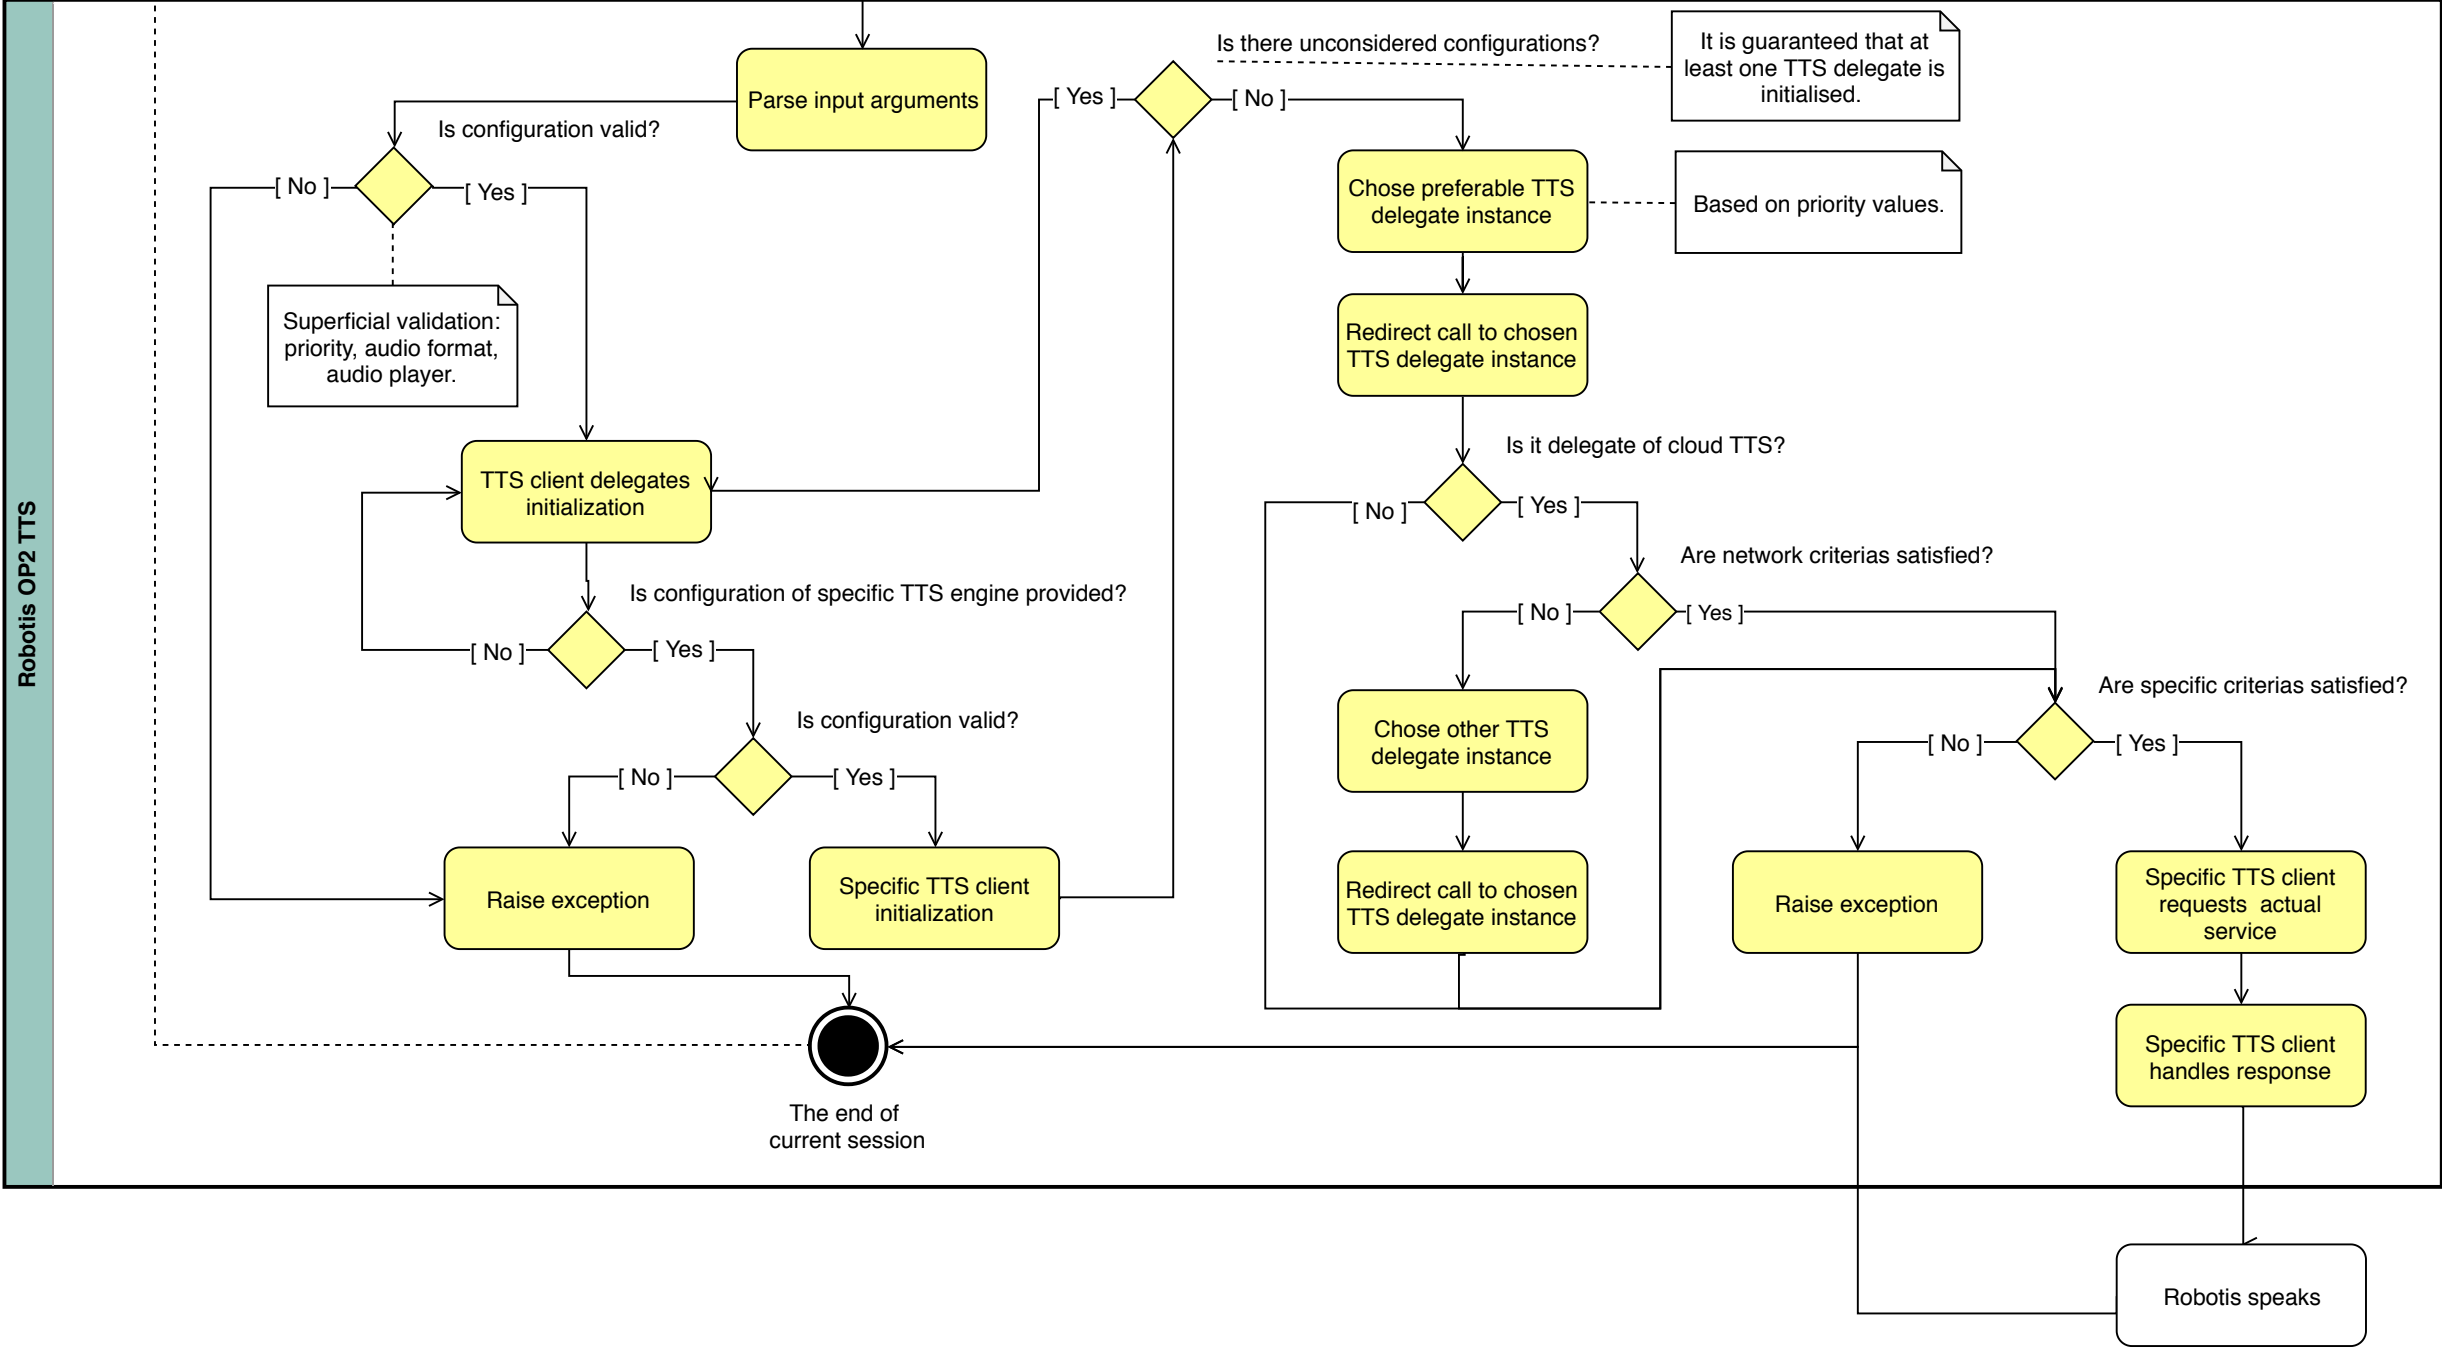 Robotis OP2 TTS
Parse input arguments
Is configuration valid?
[ No ]
[ Yes ]
Superficial validation:
priority, audio format,
audio player.
TTS client delegates
initialization
Is configuration of specific TTS engine provided?
[ No ]
[ Yes ]
Is configuration valid?
[ No ]
[ Yes ]
Raise exception
Specific TTS client
initialization
The end of
current session
Is there unconsidered configurations?
[ Yes ]
[ No ]
It is guaranteed that at
least one TTS delegate is
initialised.
Chose preferable TTS
delegate instance
Based on priority values.
Redirect call to chosen
TTS delegate instance
Is it delegate of cloud TTS?
[ No ]
[ Yes ]
Are network criterias satisfied?
[ No ]
[ Yes ]
Chose other TTS
delegate instance
Redirect call to chosen
TTS delegate instance
Are specific criterias satisfied?
[ No ]
[ Yes ]
Raise exception
Specific TTS client
requests actual
service
Specific TTS client
handles response
Robotis speaks